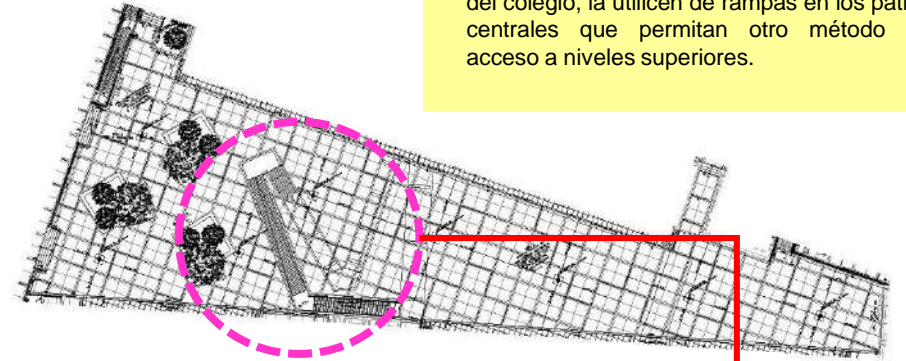 del colegio, la utilicen de rampas en los
centrales que permitan otro método
acceso a niveles superiores.